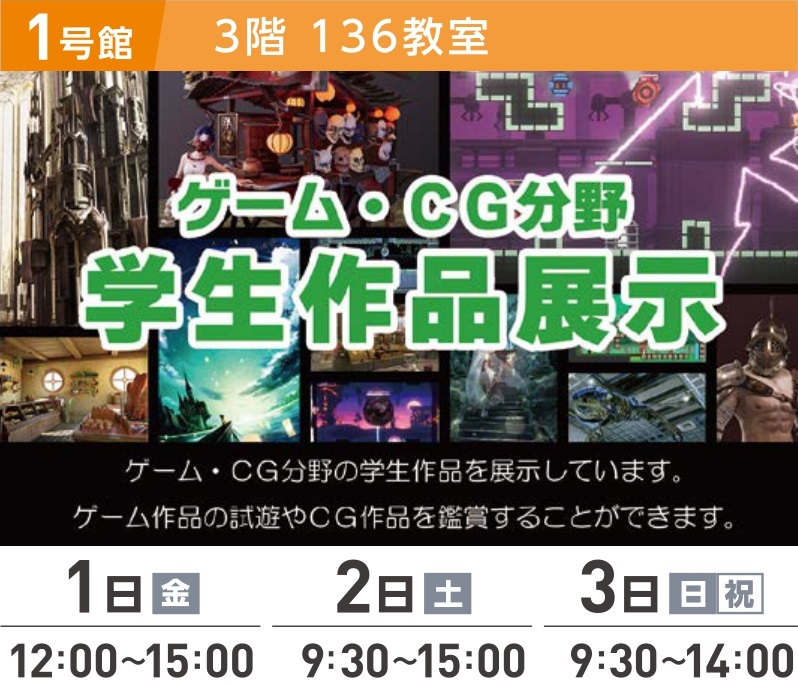 1号館 3階 136教室
ゲーム・CG分野
学生作品展示
ゲーム・CG分野の学生作品を展示しています。
ゲーム作品の試遊やCG作品を鑑賞することができます。
1日 金 2日 土 3日 日 祝
12:00~15:00 9:30~15:00 9:30~14:00